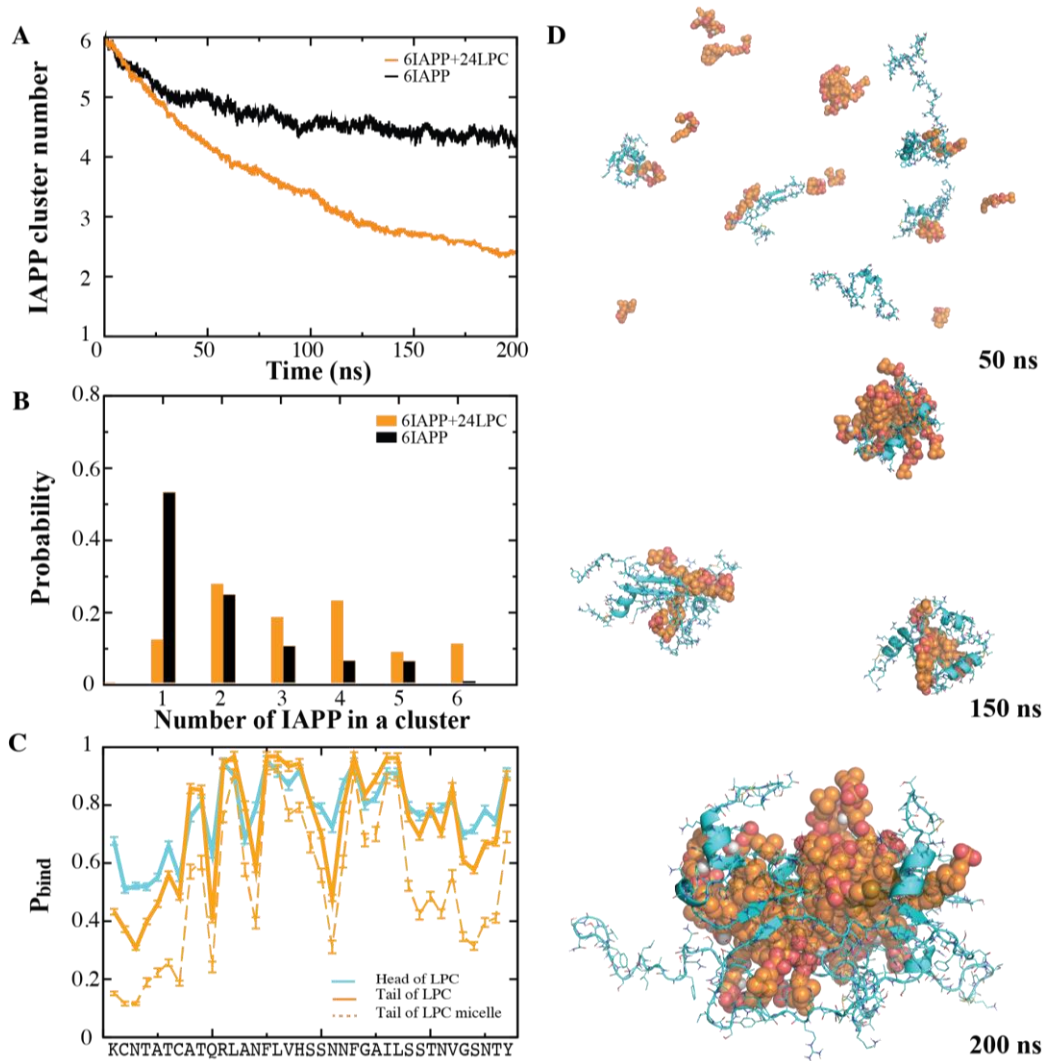 A
IAPP cluster number
6
5
4
3
2
1
6IAPP+24LPC
6IAPP
0
50
100
150
200
Time (ns)
B
Probability
0.8
0.6
0.4
0.2
0
6IAPP+24LPC
6IAPP
1
2
3
4
5
6
Number of IAPP in a cluster
C
Pbind
1
0.8
0.6
0.4
0.2
0
Head of LPC
Tail of LPC
Tail of LPC micelle
KCNTATCATQRLANFLVHSSNNFGAILSSTNVGSNTY
D
50 ns
150 ns
200 ns